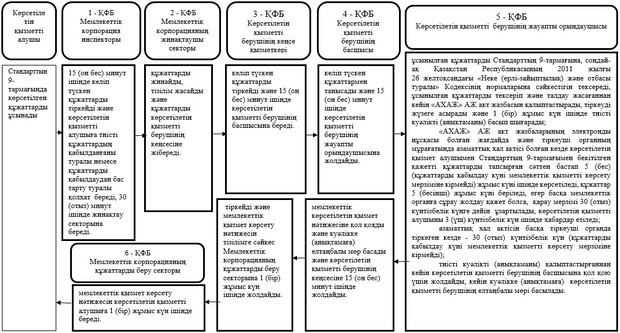 Көрсетіле
тін
қызметті
алушы
1 - ҚФБ
Мемлекеттік
корпорация
инспекторы
2 - ҚФБ
Мемлекеттік
корпорацияның
жинақтаушы
секторы
3 - ҚФБ
Көрсетілетін
қызметті
берушінің кеңсе
қызметкері
4 - ҚФБ
Көрсетілетін
қызметті
берушінің
басшысы
5 - ҚФБ
Көрсетілетін қызметті берушінің жауапты орындаушысы
Стандарттың
9-
тармағында
көрсетілген
құжаттарды
ұсынады
15 (он бес) минут
ішінде келіп
түскен
құжаттарды
тіркейді және
көрсетілетін
қызметті
алушыға тиісті
құжаттардың
қабылданғаны
туралы немесе
құжаттарды
қабылдаудан бас
тарту туралы
қолхат береді, 30
(отыз) минут
ішінде жинақтау
секторына
береді.
құжаттарды
жинайды,
тізілім жасайды
және
құжаттарды
көрсетілетін
қызметті
берушінің
кеңсесіне
жібереді.
келіп түскен
құжаттарды
тіркейді және 15
(он бес) минут
ішінде
көрсетілетін
қызметті берушінің
басшысына береді.
келіп түскен
құжаттармен
танысады және 15
(он бес) минут
ішінде
көрсетілетін
қызметті
берушінің
жауапты
орындаушысына
жолдайды.
ұсынылған құжаттарды Стандарттың 9-тармағына, сондай-
ақ Қазақстан Республикасының 2011 жылғы
26 желтоқсандағы «Неке (ерлі-зайыптылық) және отбасы
туралы» Кодексінің нормаларына сәйкестігін тексереді,
ұсынылған құжаттарды тексеріп және талдау жасағаннан
кейін «АХАЖ» АЖ акт жазбасын қалыптастырады, тіркеуді
жүзеге асырады және 1 (бір) жұмыс күн ішінде тиісті
куәлікті (анықтаманы) басып шығарады;
«АХАЖ» АЖ акт жазбаларының электронды
нұсқасы болған жағдайда және тіркеуші органның
мұрағатында азаматтық хал актісі болған кезде көрсетілетін
қызмет алушымен Стандарттың 9-тармағымен бекітілген
қажетті құжаттарды тапсырған сәттен бастап 5 (бес)
(құжаттарды қабылдау күні мемлекеттік қызметті көрсету
мерзіміне кірмейді) жұмыс күні ішінде көрсетіледі, құжаттар
5 (бесінші) жұмыс күні беріледі, егер басқа мемлекеттік
органға сұрау жолдау қажет болса, қарау мерзімі 30 (отыз)
күнтізбелік күнге дейін ұзартылады, көрсетілетін қызметті
алушыны 3 (үш) күнтізбелік күн ішінде хабардар етіледі;
азаматтық хал актісін басқа тіркеуші органда
тіркеген кезде - 30 (отыз) күнтізбелік күн (құжаттарды
қабылдау күні мемлекеттік қызметті көрсету мерзіміне
кірмейді);
тиісті куәлікті (анықтаманы) қалыптастырғаннан
кейін көрсетілетін қызметті берушінің басшысына қол қою
үшін жолдайды, кейін куәлікке (анықтамаға) көрсетілетін
қызметті берушінің елтаңбалы мөрі басылады.
тіркейді және
мемлекеттік
қызмет көрсету
нәтижесін
тізілімге сәйкес
Мемлекеттік
корпорацияның
құжаттарды беру
секторына 1 (бір)
жұмыс күн
ішінде жолдайды.
мемлекеттік
қызмет көрсету
нәтижесіне қол қояды
және куәлікке
(анықтамаға)
елтаңбалы мөр басады
және көрсетілетін
қызметті берушінің
кеңсесіне 15 (он бес)
минут ішінде
жолдайды.
6 - ҚФБ
Мемлекеттік корпорацияның
құжаттарды беру секторы
мемлекеттік қызмет көрсету
нәтижесін көрсетілетін қызметті
алушыға 1 (бір) жұмыс күн ішінде
береді.